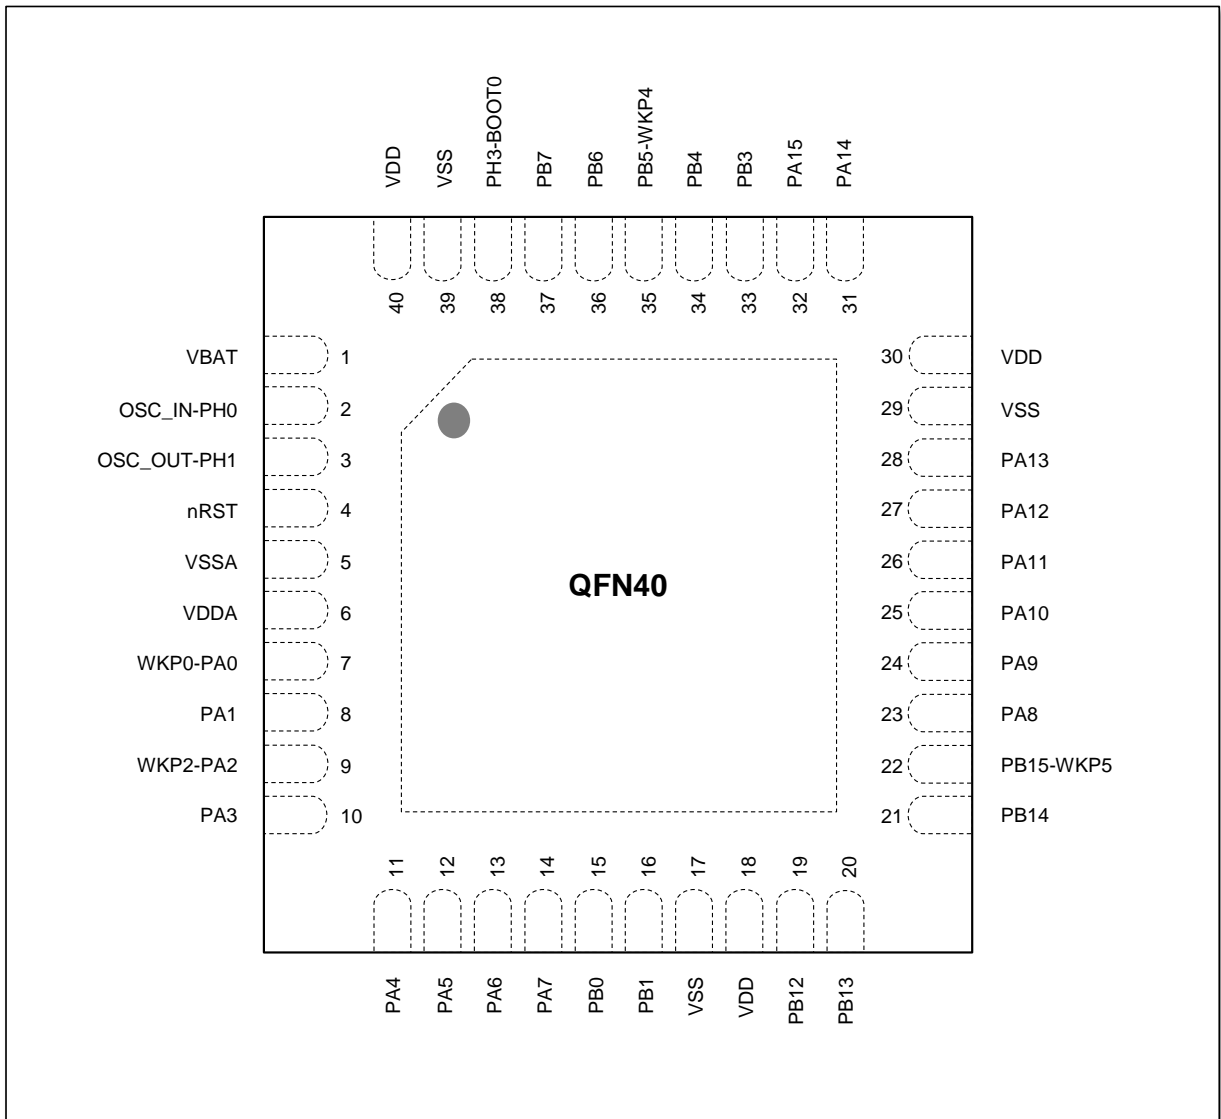 VDD
VSS
PH3-BOOT0
PB7
PB6
PB5-WKP4
PB4
PB3
PA15
PA14
40
39
38
37
36
35
34
33
32
31
VBAT 1
OSC_IN-PH0 2
OSC_OUT-PH1 3
nRST 4
VSSA 5
VDDA 6
WKP0-PA0 7
PA1 8
WKP2-PA2 9
PA3 10
QFN40
30 VDD
29 VSS
28 PA13
27 PA12
26 PA11
25 PA10
24 PA9
23 PA8
22 PB15-WKP5
21 PB14
11
12
13
14
15
16
17
18
19
20
PA4
PA5
PA6
PA7
PB0
PB1
VSS
VDD
PB12
PB13